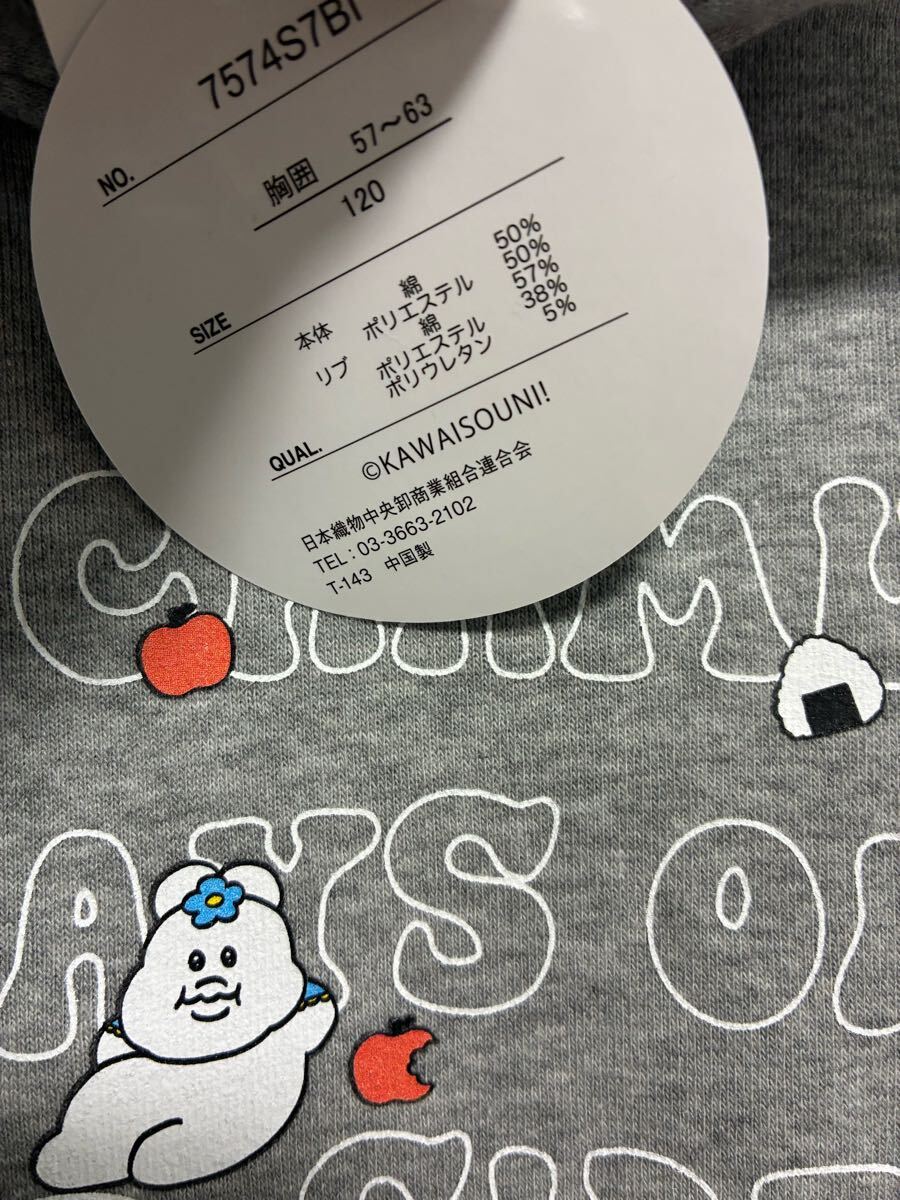 7574S7BI
NO.
胸囲 57～63
120
SIZE
本体 綿 50%
ポリエステル 50%
リブ 綿 57%
ポリエステル 38%
ポリウレタン 5%
QUAL.
©KAWAISOUNI!
日本織物中央卸商業組合連合会
TEL : 03-3663-2102
T-143 中国製
AYS